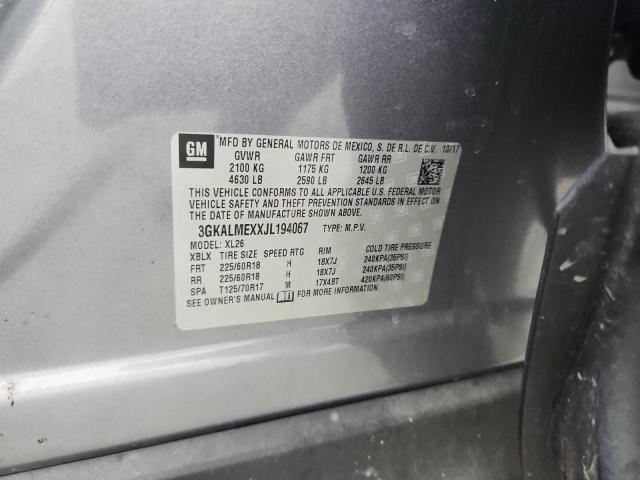 GM
*MFD BY GENERAL MOTORS DE MEXICO, S. DE R.L. DE C.V. 10/17
GVWR GAWR FRT GAWR RR
2100 KG 1175 KG 1200 KG
4630 LB 2590 LB 2645 LB
THIS VEHICLE CONFORMS TO ALL APPLICABLE U.S. FEDERAL MOTOR
VEHICLE SAFETY, BUMPER, AND THEFT PREVENTION STANDARDS
IN EFFECT ON THE DATE OF MANUFACTURE SHOWN ABOVE.
3GKALMEXXJL194067 TYPE: M.P.V.
MODEL: XL26
XBLX TIRE SIZE SPEED RTG RIM COLD TIRE PRESSURE
FRT 225/60R18 H 18X7J 240KPA(35PSI)
RR 225/60R18 H 18X7J 240KPA(35PSI)
SPA T125/70R17 M 17X4BT 420KPA(60PSI)
SEE OWNER'S MANUAL FOR MORE INFORMATION.